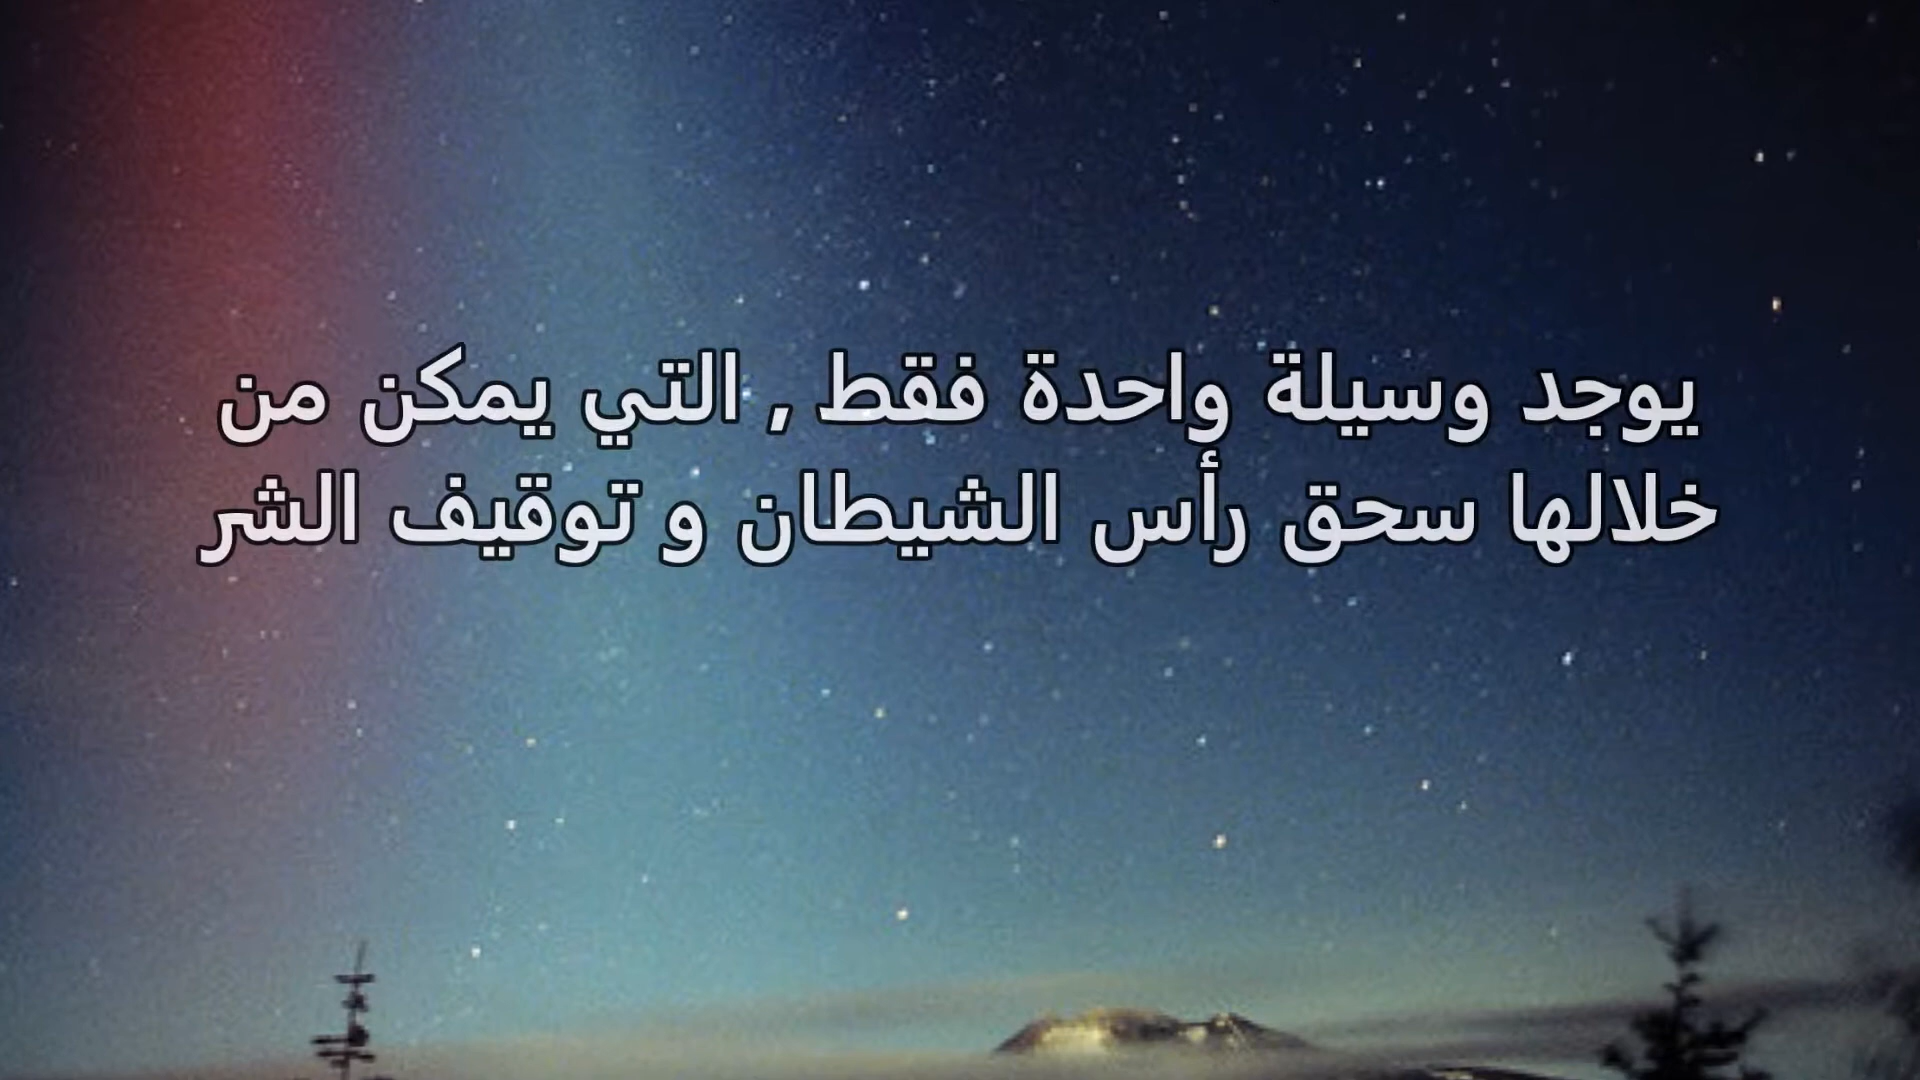 يوجد وسيلة واحدة فقط , التي يمكن من
خلالها سحق رأس الشيطان و توقيف الشر